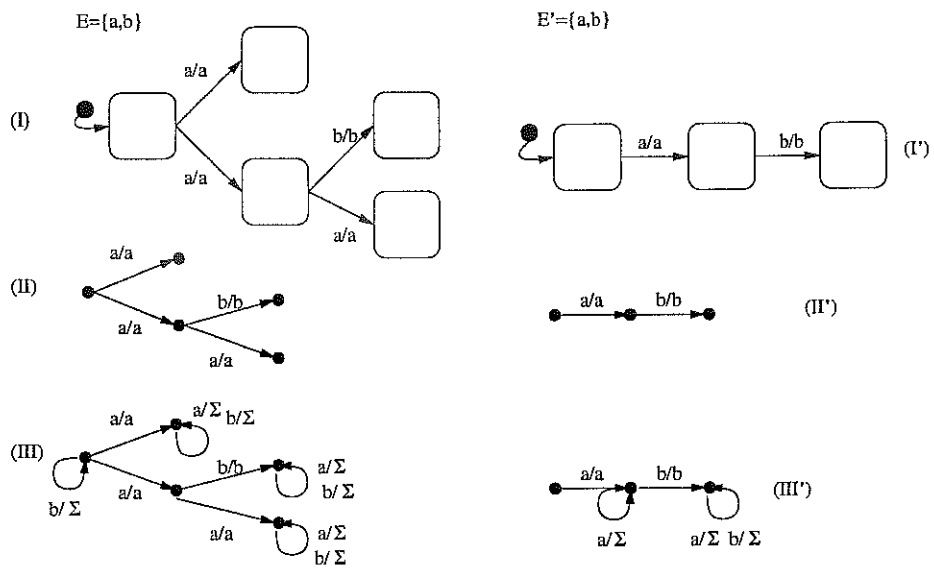 E={a,b}
E'={a,b}
(I)
a/a
a/a
b/b
a/a
a/a
b/b
(I')
(II)
a/a
a/a
b/b
a/a
a/a
b/b
(II')
(III)
a/a
a/Σ
b/Σ
b/Σ
a/a
b/b
a/Σ
b/Σ
a/a
a/Σ
b/Σ
a/a
b/b
(III')
a/Σ
a/Σ b/Σ